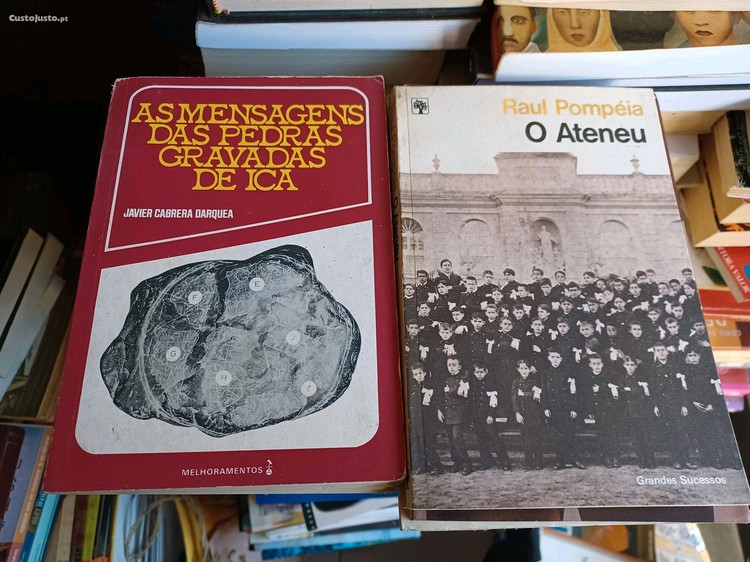 CustoJusto.pt
AS MENSAGENS
DAS PEDRAS
GRAVADAS
DE ICA
JAVIER CABRERA DARQUEA
F
E
G
H
MELHORAMENTOS
Raul Pompéia
O Ateneu
Grandes Sucessos